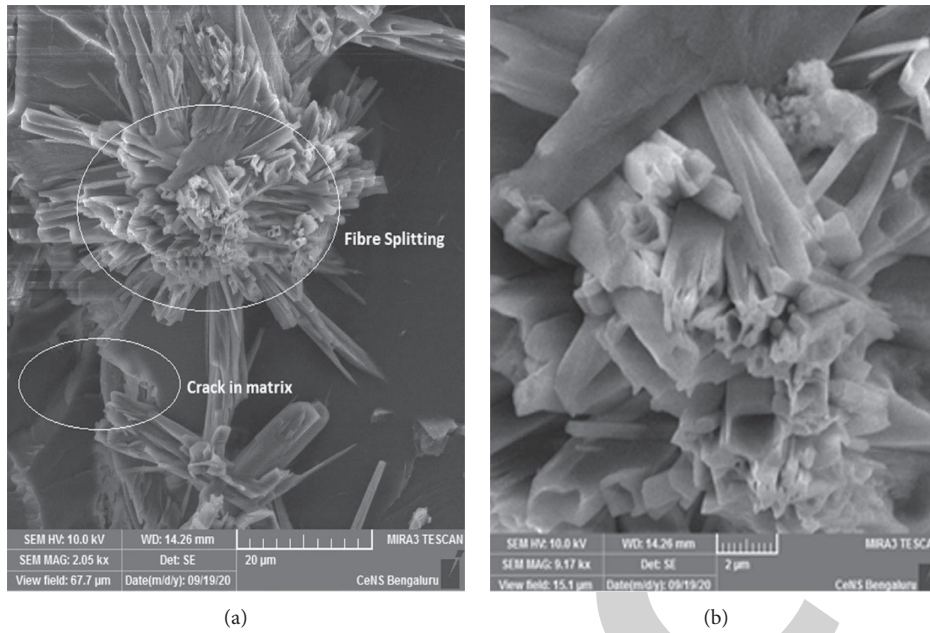 Fibre Splitting
Crack in matrix
SEM HV: 10.0 kV WD: 14.26 mm MIRA3 TESCAN
SEM MAG: 2.05 kx Det: SE 20 µm
View field: 67.7 µm Date(m/d/y): 09/19/20 CeNS Bengaluru
(a)
SEM HV: 10.0 kV WD: 14.26 mm MIRA3 TESCA
SEM MAG: 9.17 kx Det: SE 2 µm
View field: 15.1 µm Date(m/d/y): 09/19/20 CeNS Bengaluru
(b)